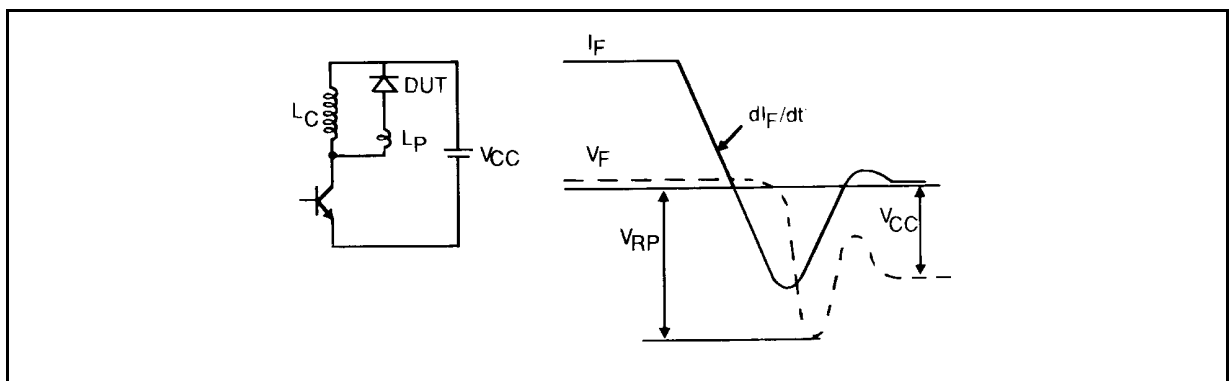 DUT
LC
LP
VCC
IF
dIF/dt
VF
VRP
VCC